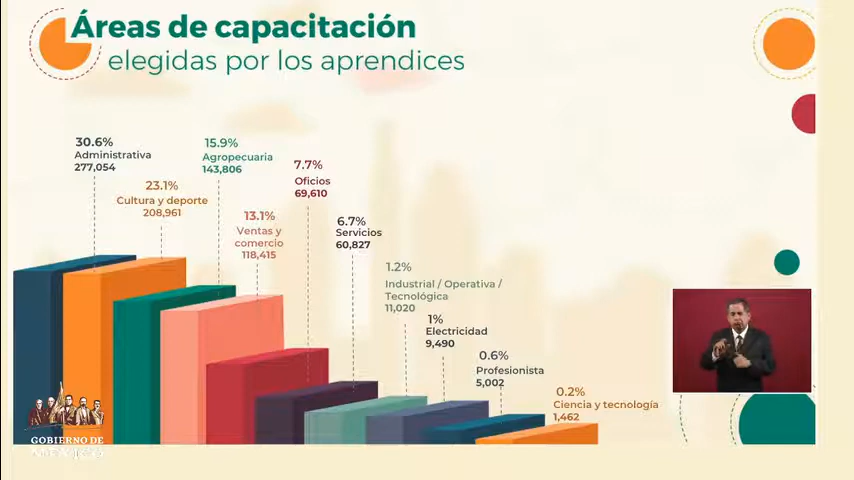 Áreas de capacitación
elegidas por los aprendices
30.6%
Administrativa
277,054
23.1%
Cultura y deporte
208,961
15.9%
Agropecuaria
143,806
13.1%
Ventas y
comercio
118,415
7.7%
Oficios
69,610
6.7%
Servicios
60,827
1.2%
Industrial / Operativa /
Tecnológica
11,020
1%
Electricidad
9,490
0.6%
Profesionista
5,002
0.2%
Ciencia y tecnología
1,462
GOBIERNO DE